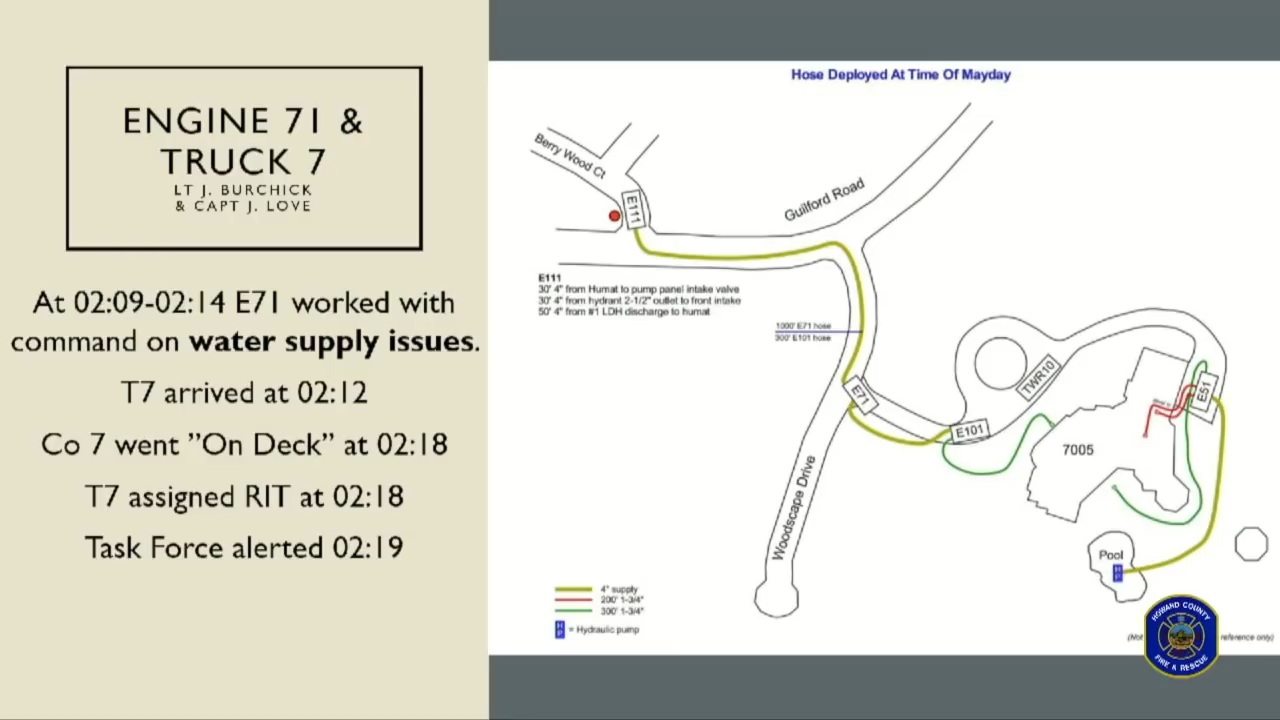 ENGINE 71 &
TRUCK 7
LT J. BURCHICK
& CAPT J. LOVE
At 02:09-02:14 E71 worked with
command on water supply issues.
T7 arrived at 02:12
Co 7 went ”On Deck” at 02:18
T7 assigned RIT at 02:18
Task Force alerted 02:19
Hose Deployed At Time Of Mayday
Berry Wood Ct
E111
Guilford Road
E111
30' 4" from Humat to pump panel intake valve
30' 4" from hydrant 2-1/2" outlet to front intake
50' 4" from #1 LDH discharge to humat
1000' E71 hose
300' E101 hose
E71
TWR10
E51
E101
7005
Woodscape Drive
Pool
HP
4" supply
200' 1-3/4"
300' 1-3/4"
HP = Hydraulic pump
(Not
reference only)
HOWARD COUNTY
FIRE & RESCUE